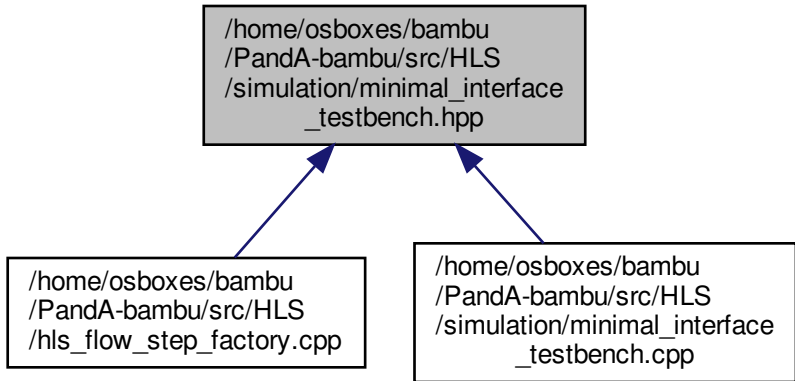 /home/osboxes/bambu
/PandA-bambu/src/HLS
/simulation/minimal_interface
_testbench.hpp
/home/osboxes/bambu
/PandA-bambu/src/HLS
/hls_flow_step_factory.cpp
/home/osboxes/bambu
/PandA-bambu/src/HLS
/simulation/minimal_interface
_testbench.cpp